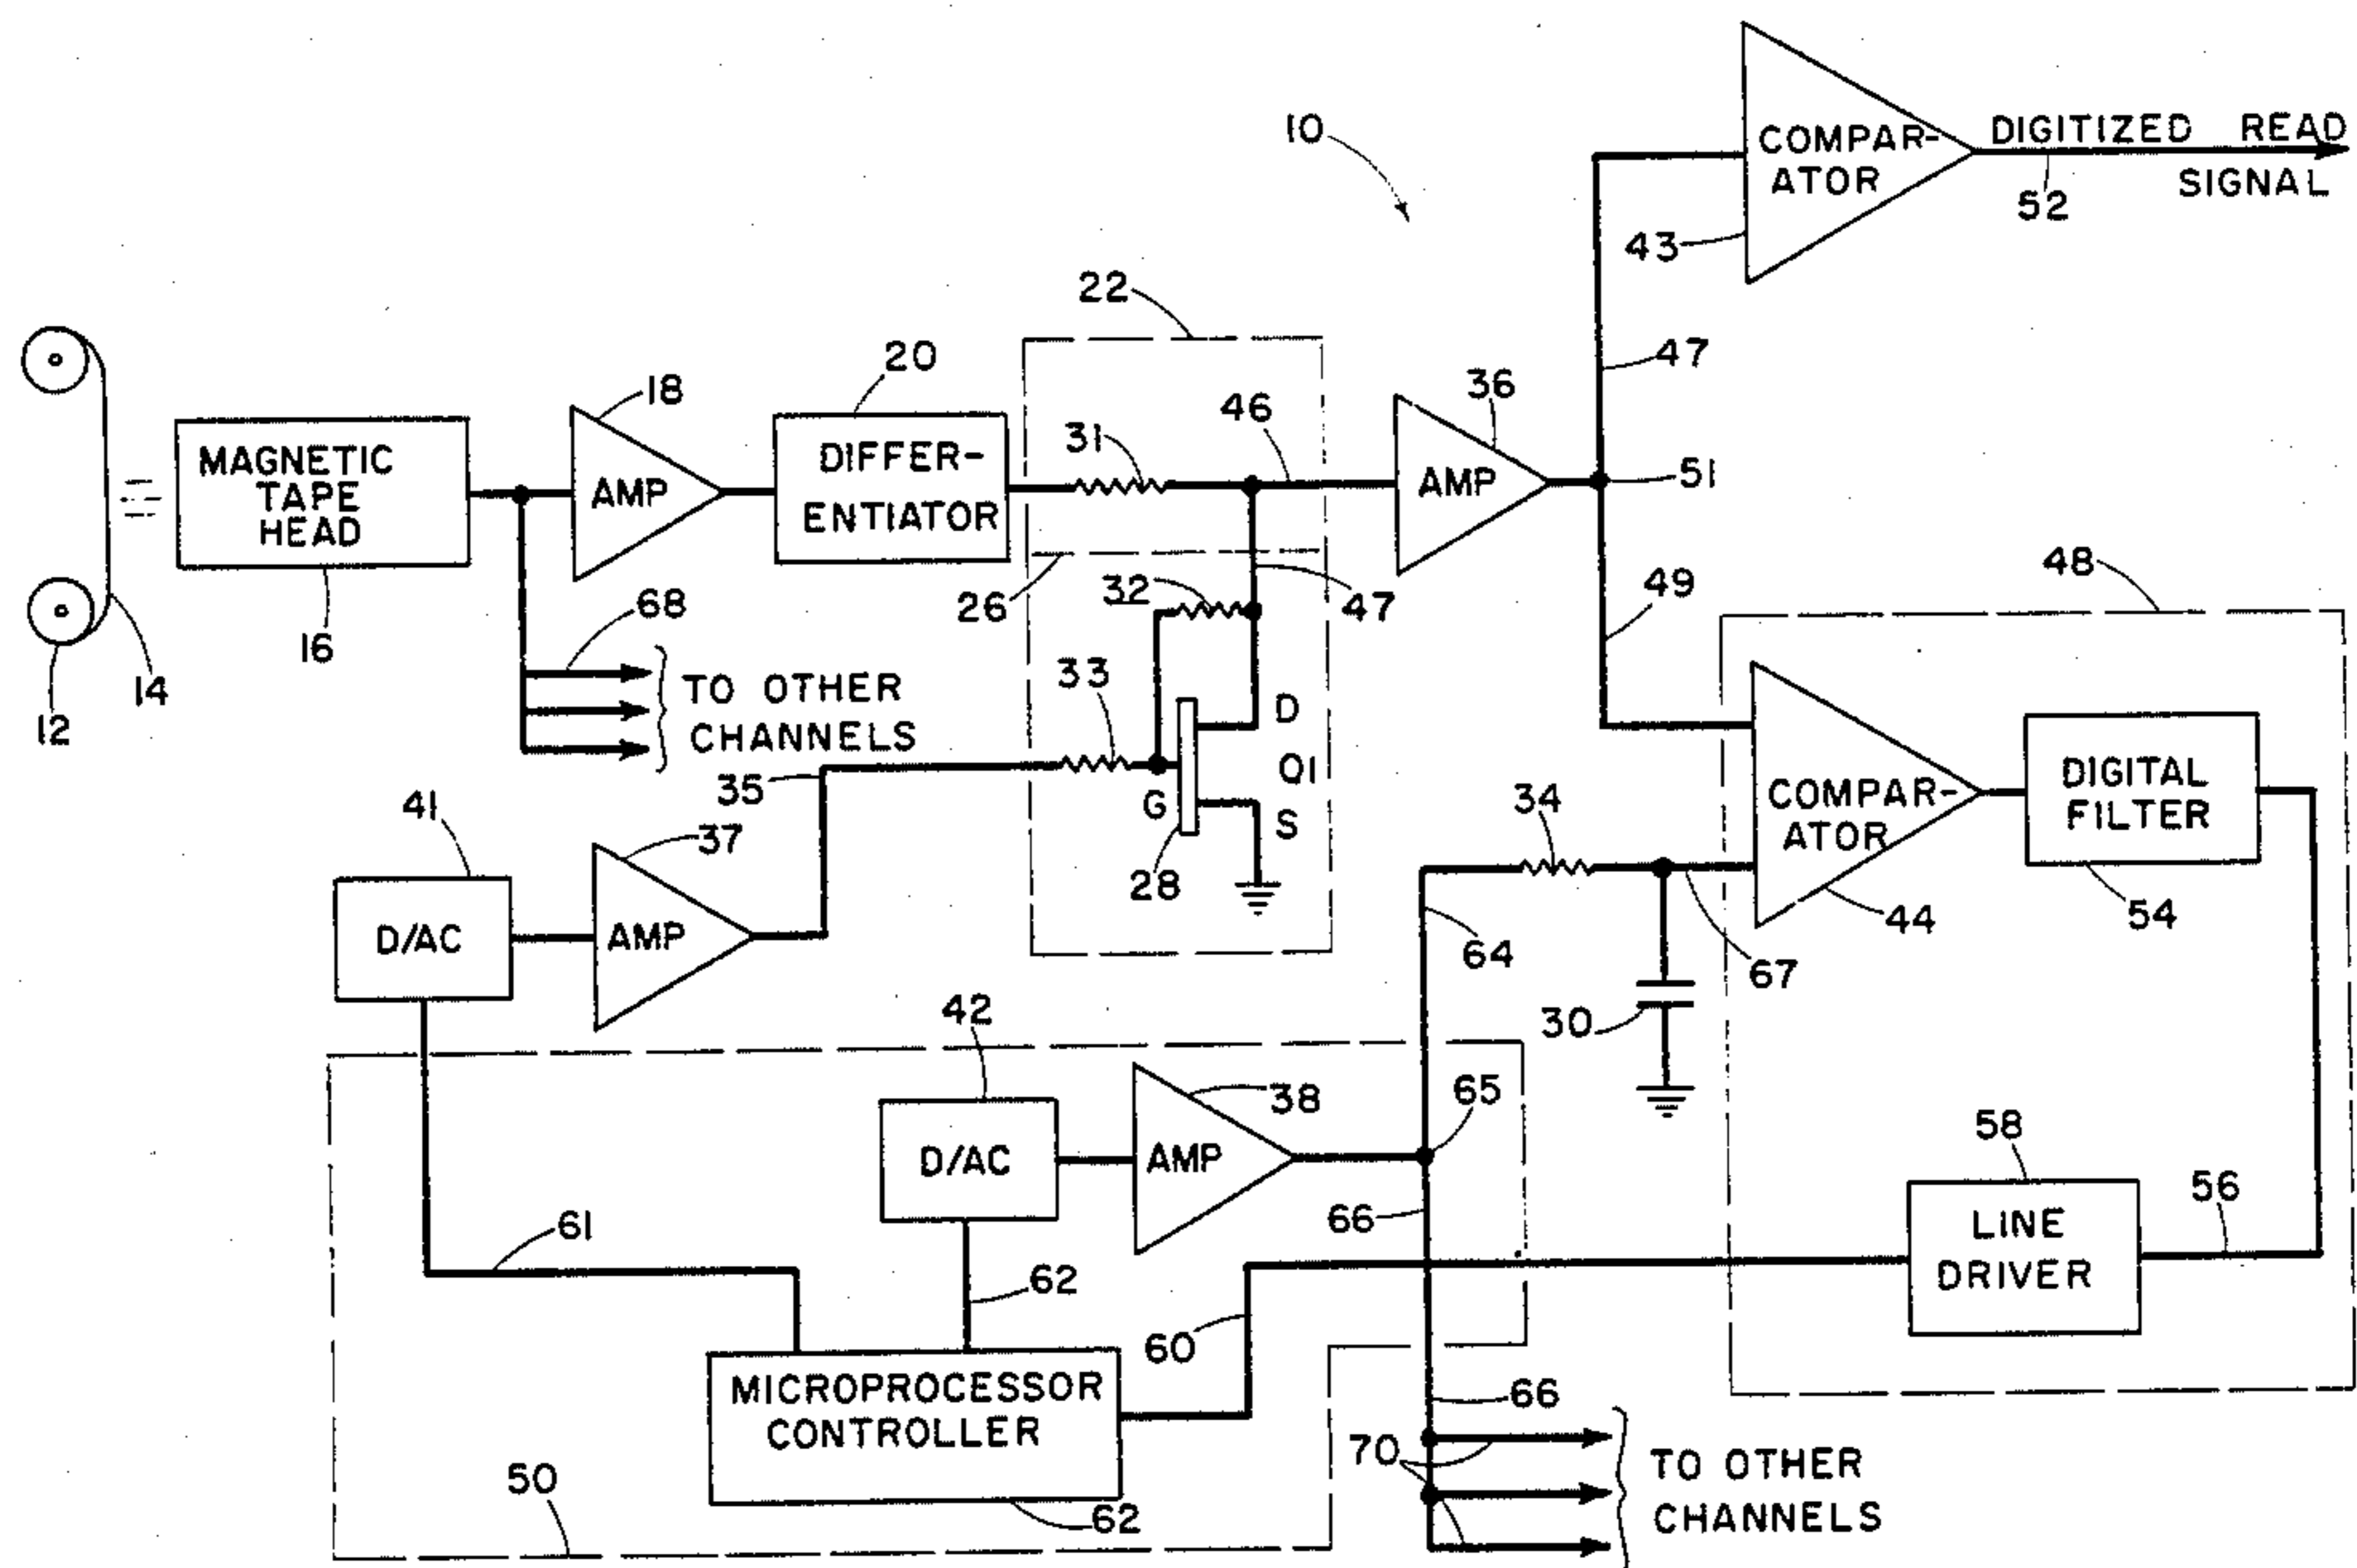 10
COMPAR-
ATOR
DIGITIZED READ
SIGNAL
52
43
22
47
20
18
36
46
31
MAGNETIC
TAPE
HEAD
AMP
DIFFER-
ENTIATOR
AMP
51
26
32
47
49
48
68
16
14
12
TO OTHER
CHANNELS
33
D
Q1
G
S
28
35
41
37
34
COMPAR-
ATOR
DIGITAL
FILTER
D/AC
AMP
64
67
44
54
42
30
38
65
D/AC
AMP
58
61
66
56
LINE
DRIVER
62
60
MICROPROCESSOR
CONTROLLER
66
70
TO OTHER
CHANNELS
50
62